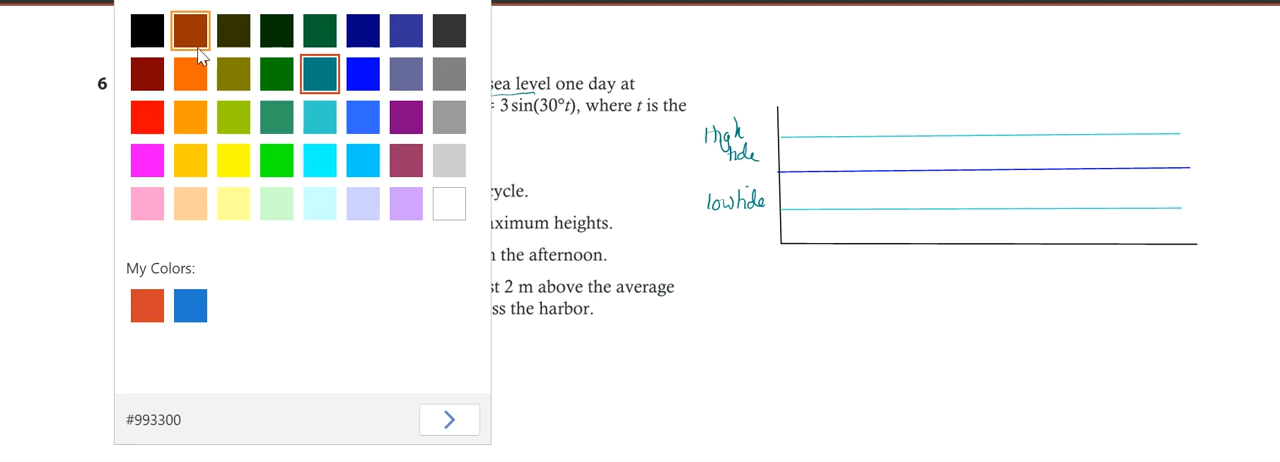 6
sea level one day at
= 3 sin(30°t), where t is the
High
tide
ycycle.
low tide
aximum heights.
n the afternoon.
My Colors:
st 2 m above the average
ss the harbor.
#993300